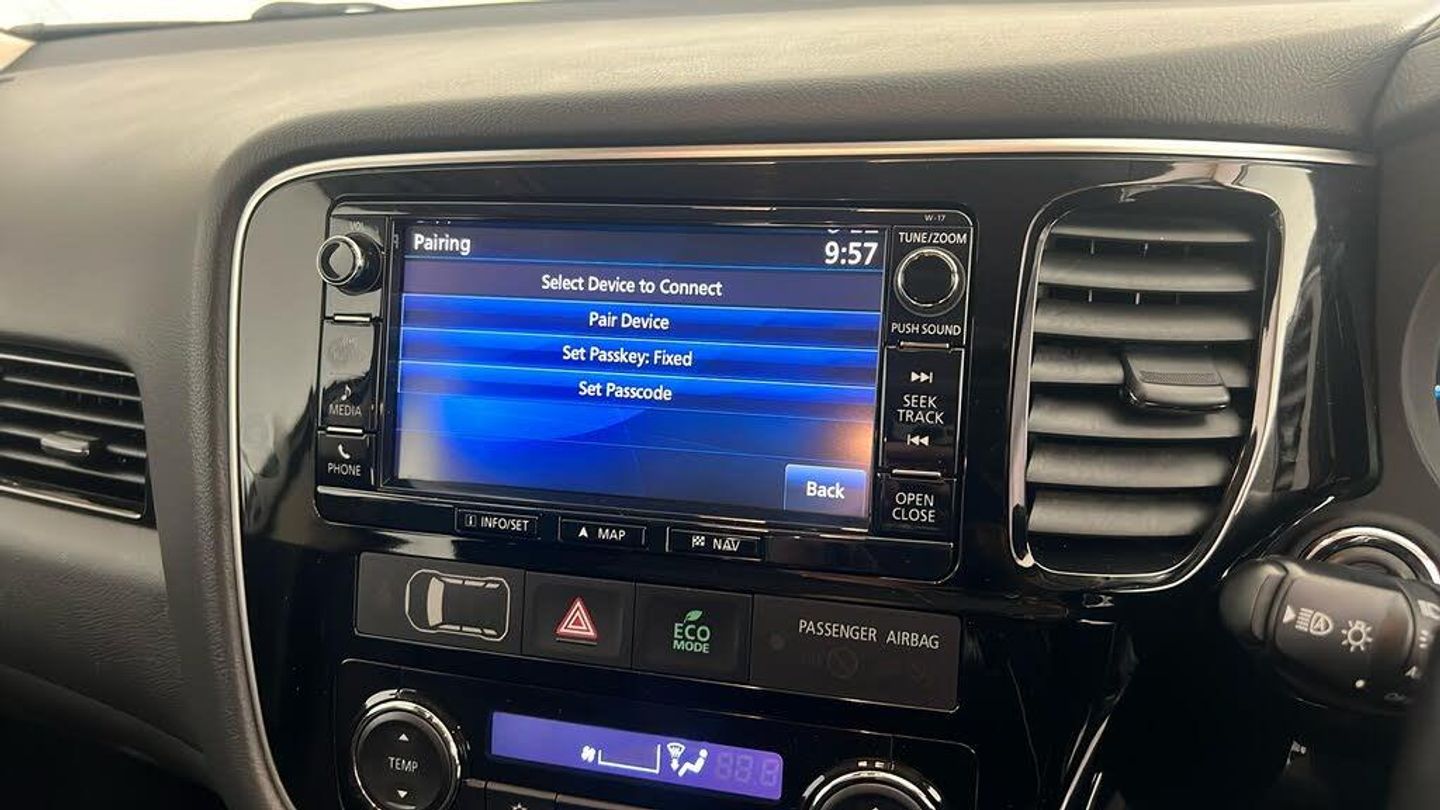 W-17
VOL
Pairing
9:57
TUNE/ZOOM
Select Device to Connect
Pair Device
PUSH SOUND
Set Passkey: Fixed
Set Passcode
SEEK
TRACK
MEDIA
PHONE
Back
OPEN
CLOSE
INFO/SET
MAP
NAV
ECO
MODE
PASSENGER AIRBAG
TEMP